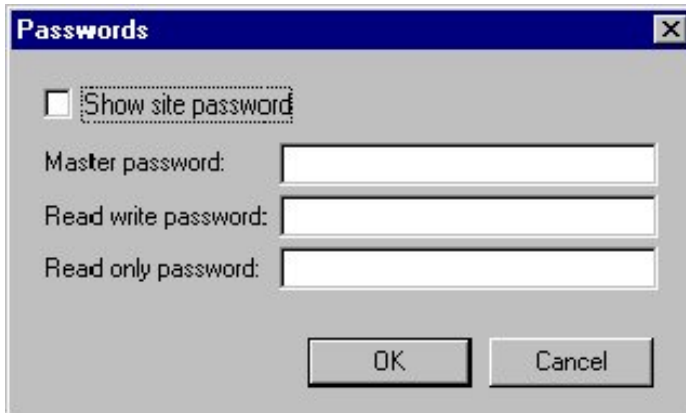 Passwords
Show site password
Master password:
Read write password:
Read only password:
OK Cancel